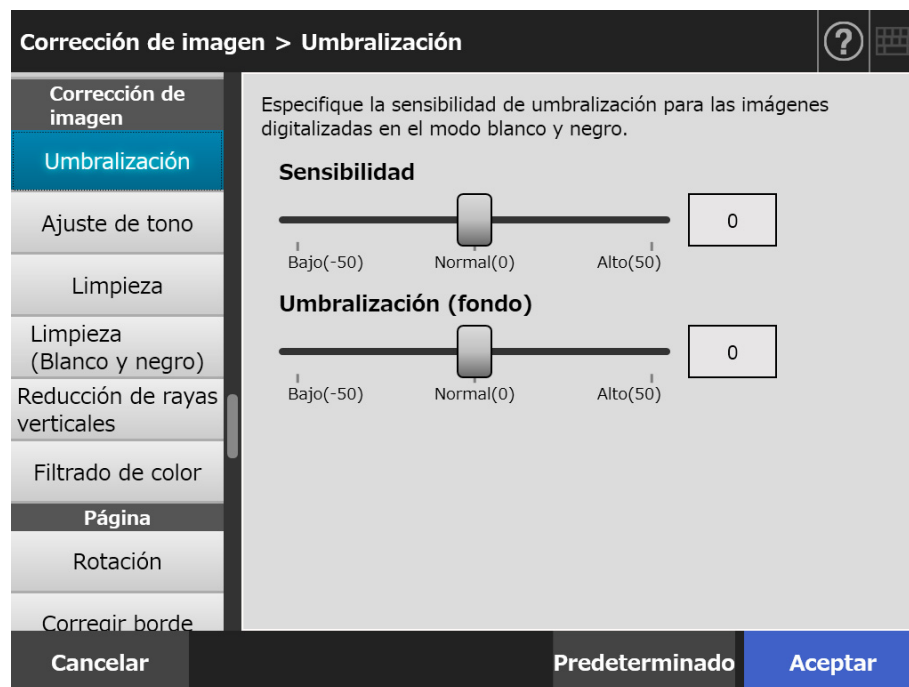 Corrección de imagen > Umbralización
?
Corrección de
imagen
Umbralización
Ajuste de tono
Limpieza
Limpieza
(Blanco y negro)
Reducción de rayas
verticales
Filtrado de color
Página
Rotación
Corregir borde
Especifique la sensibilidad de umbralización para las imágenes
digitalizadas en el modo blanco y negro.
Sensibilidad
0
Bajo(-50) Normal(0) Alto(50)
Umbralización (fondo)
0
Bajo(-50) Normal(0) Alto(50)
Cancelar Predeterminado Aceptar